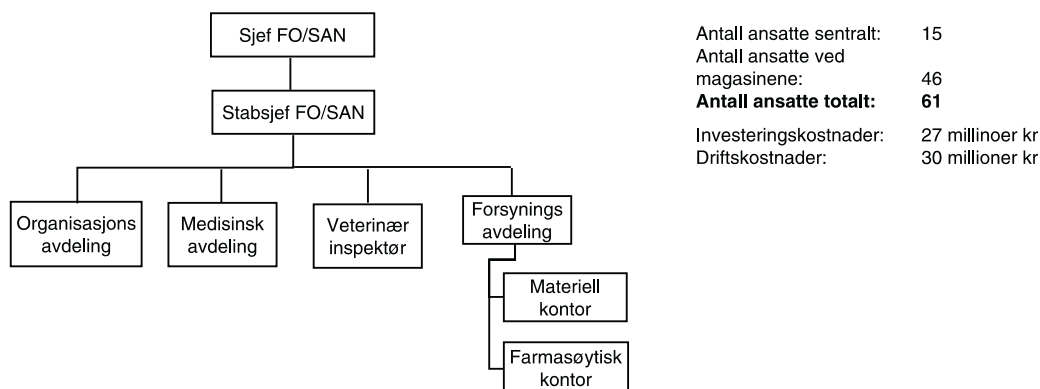 Sjef FO/SAN
Stabsjef FO/SAN
Organisasjons
avdeling
Medisinsk
avdeling
Veterinær
inspektør
Forsynings
avdeling
Materiell
kontor
Farmasøytisk
kontor
Antall ansatte sentralt: 15
Antall ansatte ved
magasinene: 46
Antall ansatte totalt: 61
Investeringskostnader: 27 millinoer kr
Driftskostnader: 30 millioner kr